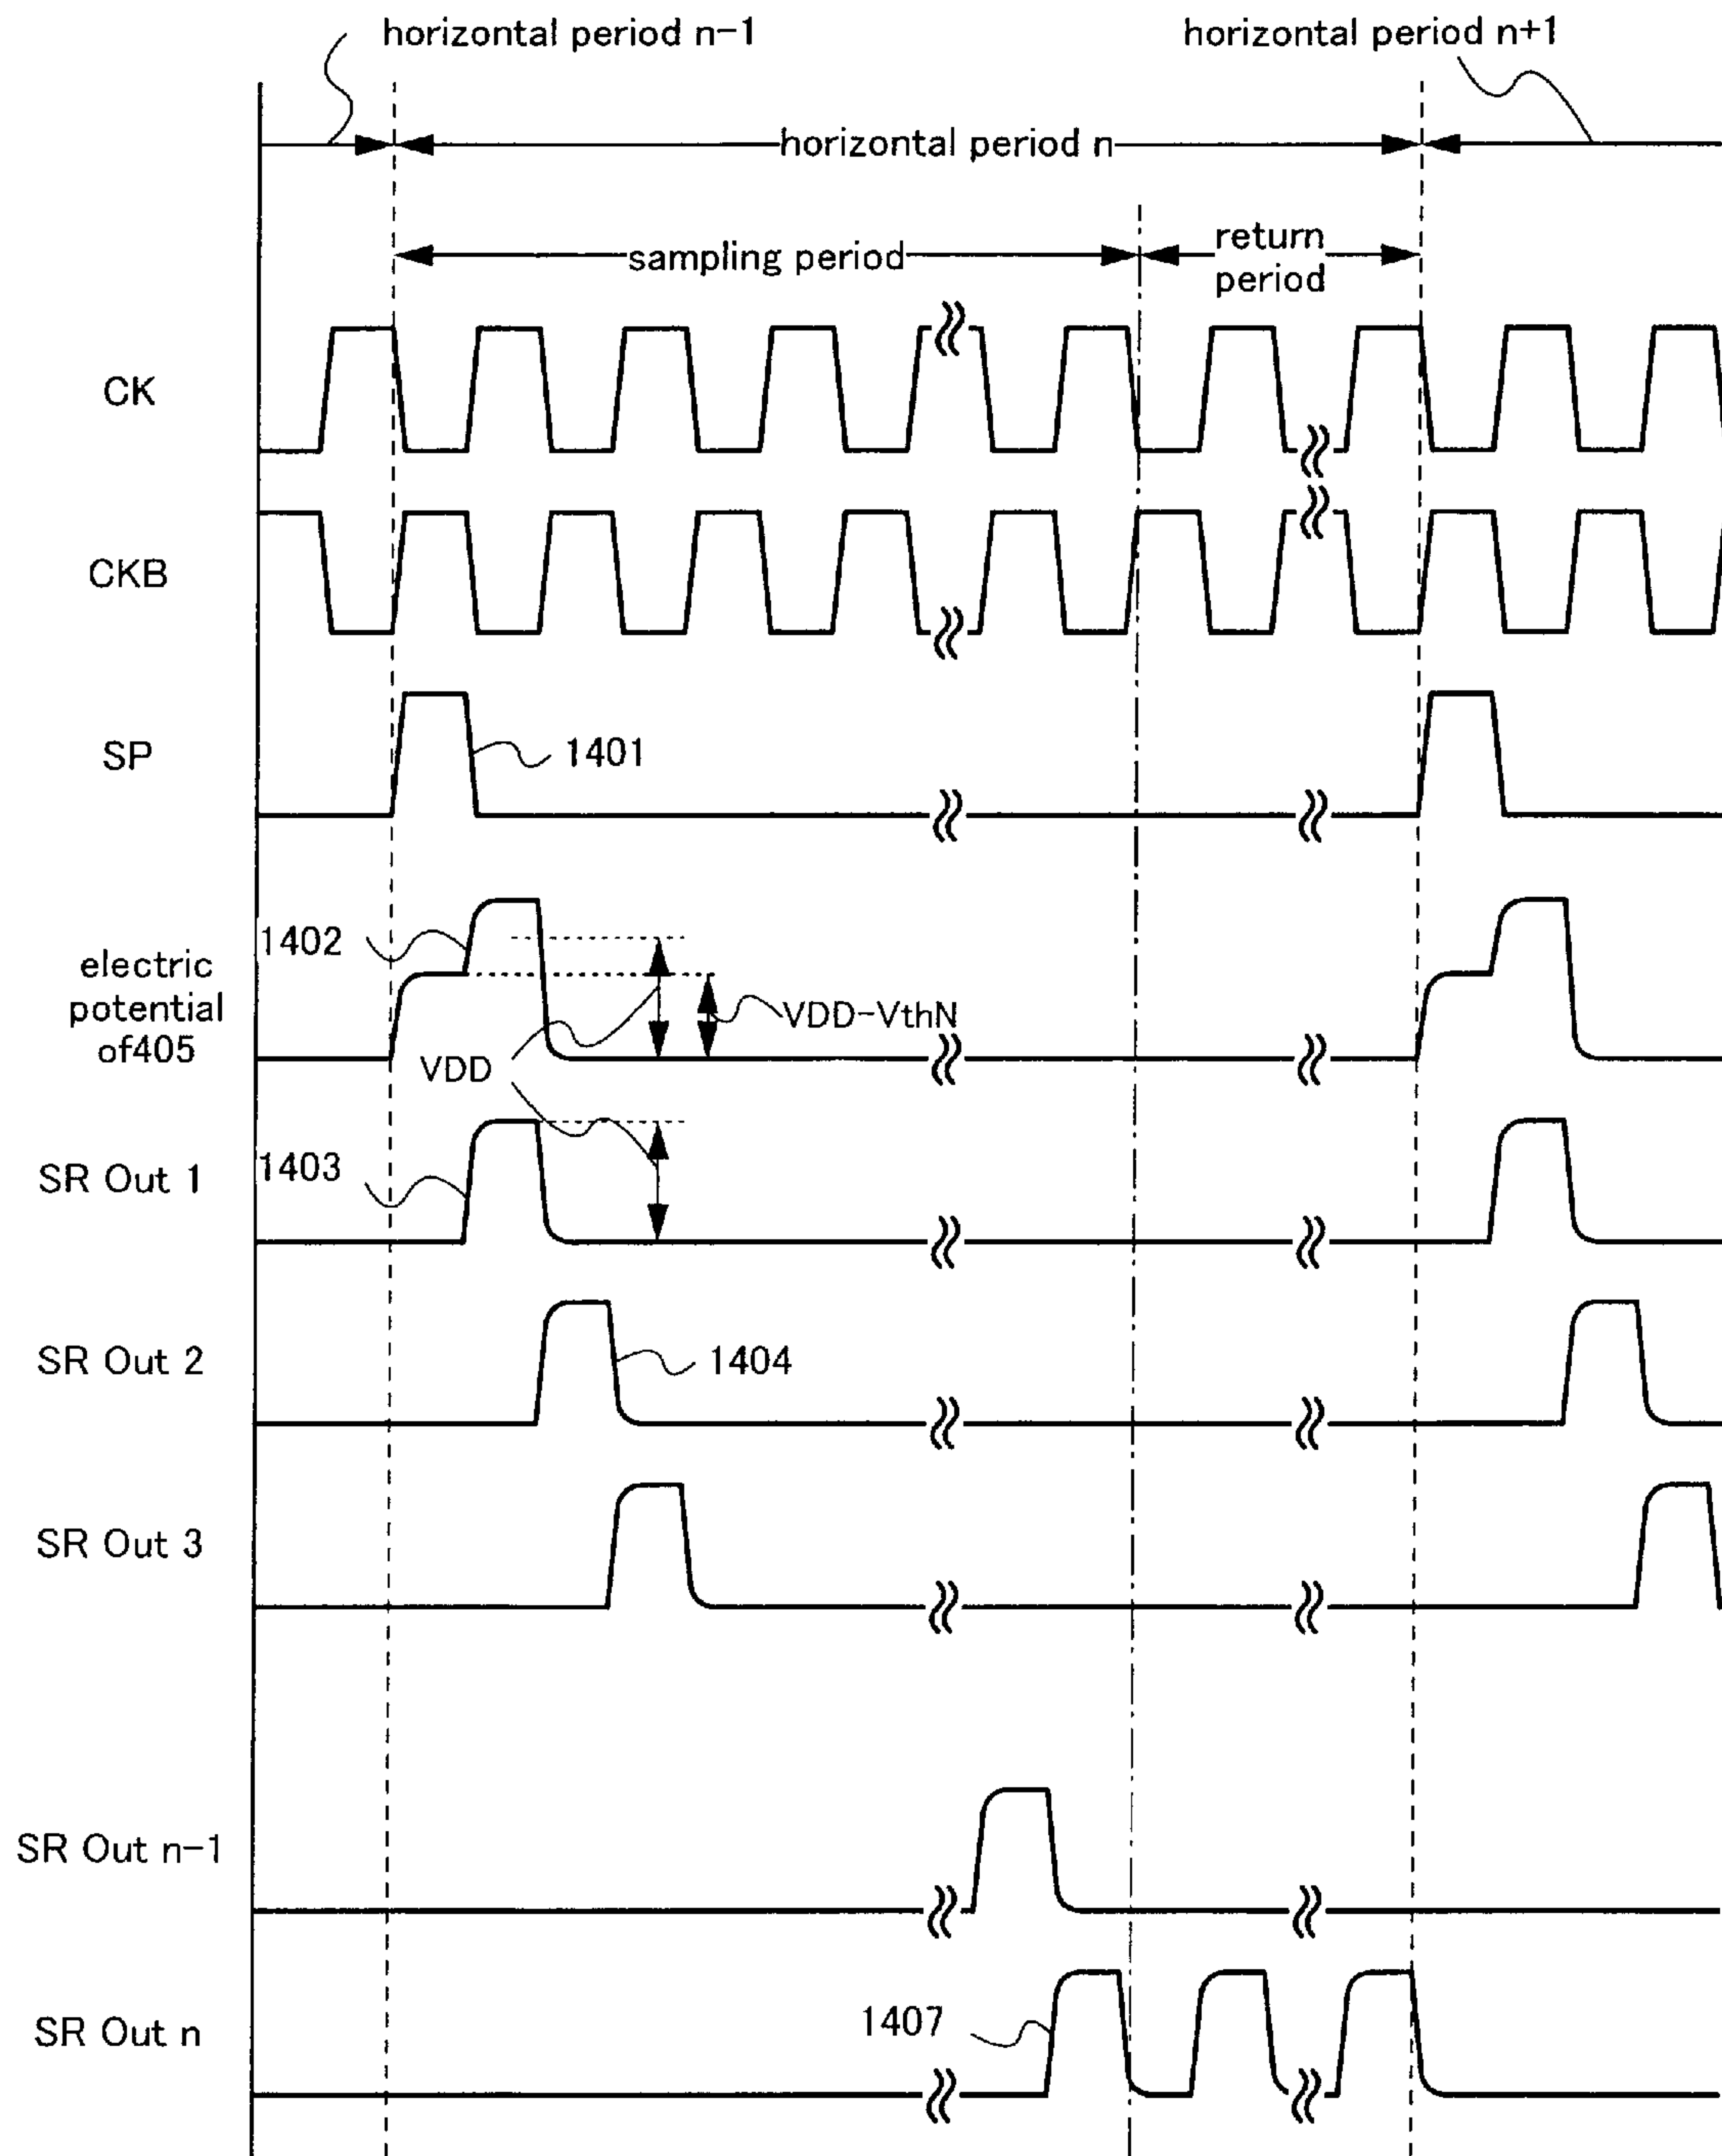 horizontal period n-1
horizontal period n+1
horizontal period n
sampling period
return
period
CK
CKB
SP
1401
1402
electric
potential
of405
VDD-VthN
VDD
SR Out 1
1403
SR Out 2
1404
SR Out 3
SR Out n-1
SR Out n
1407